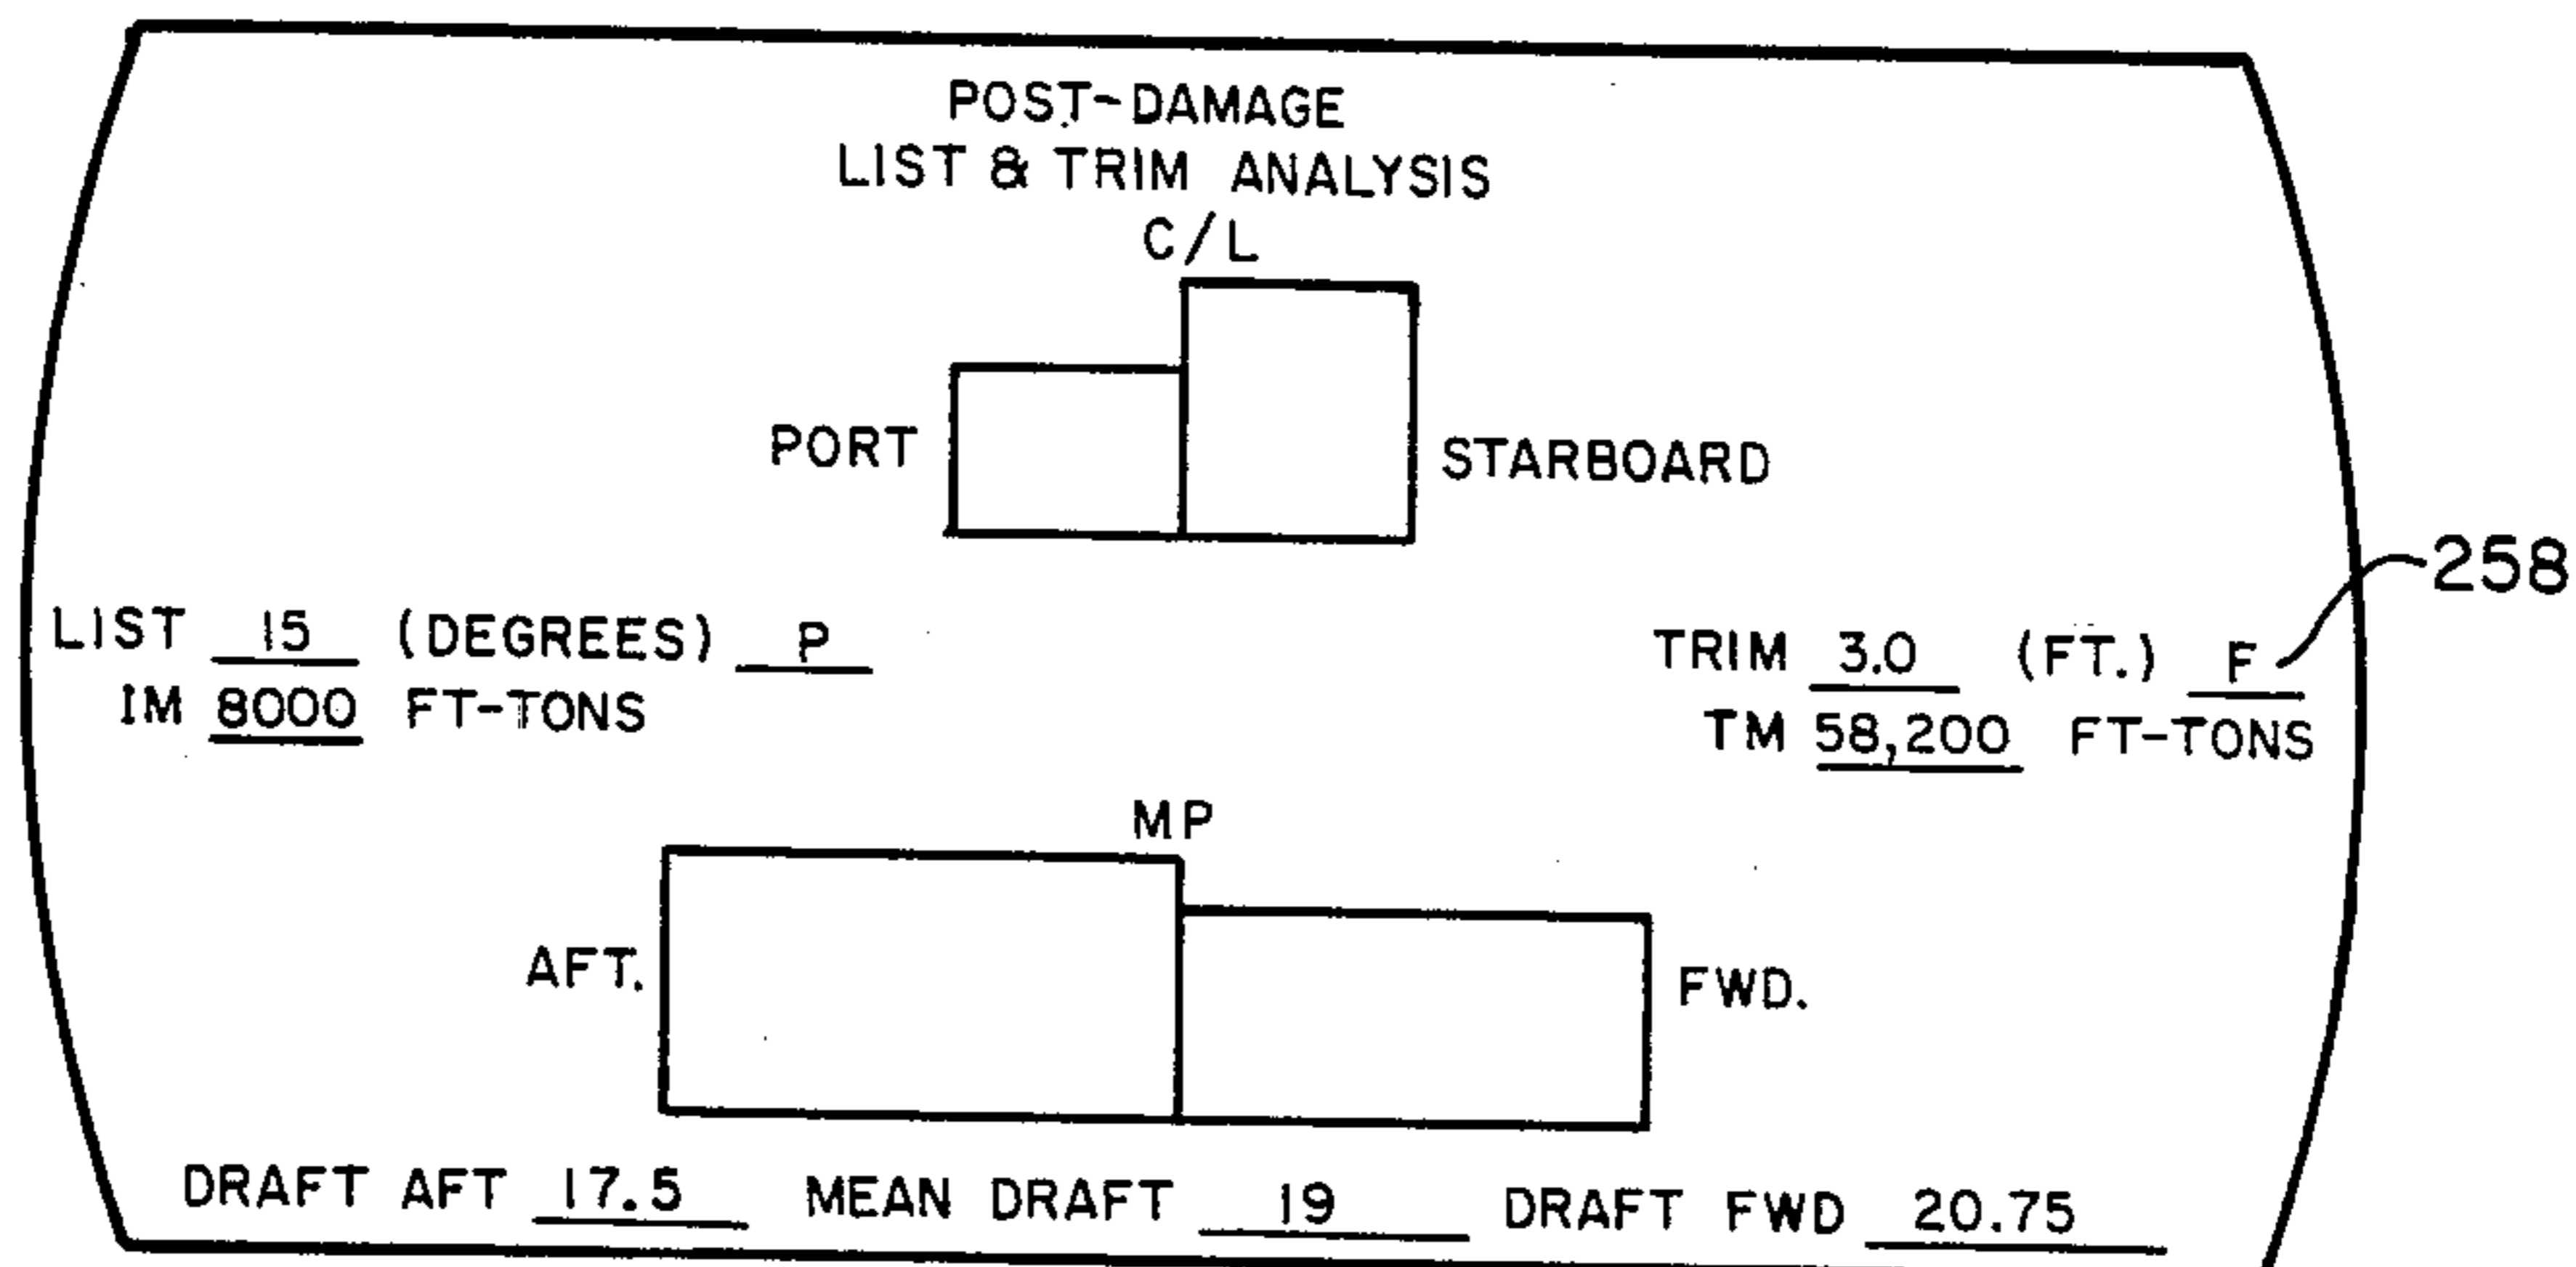 POST-DAMAGE
LIST & TRIM ANALYSIS
C/L
PORT STARBOARD
258
LIST 15 (DEGREES) P TRIM 3.0 (FT.) F
IM 8000 FT-TONS TM 58,200 FT-TONS
MP
AFT. FWD.
DRAFT AFT 17.5 MEAN DRAFT 19 DRAFT FWD 20.75